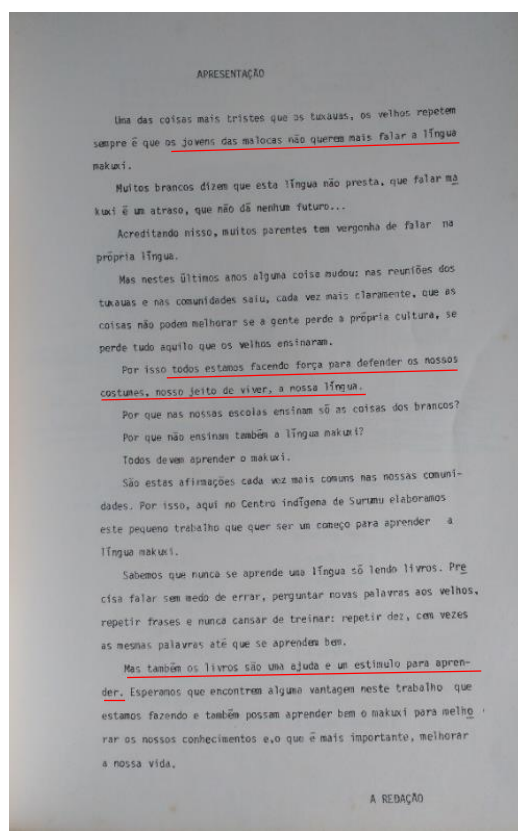 APRESENTAÇÃO
Uma das coisas mais tristes que os tuxauas, os velhos repetem
sempre é que os jovens das malocas não querem mais falar a língua
makuxi.
Muitos brancos dizem que esta língua não presta, que falar ma
kuxi é um atraso, que não dá nenhum futuro...
Acreditando nisso, muitos parentes tem vergonha de falar na
própria língua.
Mas nestes últimos anos alguma coisa mudou: nas reuniões dos
tuxauas e nas comunidades saiu, cada vez mais claramente, que as
coisas não podem melhorar se a gente perde a própria cultura, se
perde tudo aquilo que os velhos ensinaram.
Por isso todos estamos facendo força para defender os nossos
costumes, nosso jeito de viver, a nossa língua.
Por que nas nossas escolas ensinam só as coisas dos brancos?
Por que não ensinam também a língua makuxi?
Todos devem aprender o makuxi.
São estas afirmações cada vez mais comuns nas nossas comuni-
dades. Por isso, aqui no Centro indígena de Surumu elaboramos
este pequeno trabalho que quer ser um começo para aprender a
língua makuxi.
Sabemos que nunca se aprende uma língua só lendo livros. Pre
cisa falar sem medo de errar, perguntar novas palavras aos velhos,
repetir frases e nunca cansar de treinar: repetir dez, cem vezes
as mesmas palavras até que se aprendem bem.
Mas também os livros são uma ajuda e um estimulo para apren-
der. Esperamos que encontrem alguma vantagem neste trabalho que
estamos fazendo e também possam aprender bem o makuxi para melho
rar os nossos conhecimentos e,o que é mais importante, melhorar
a nossa vida.
A REDAÇÃO